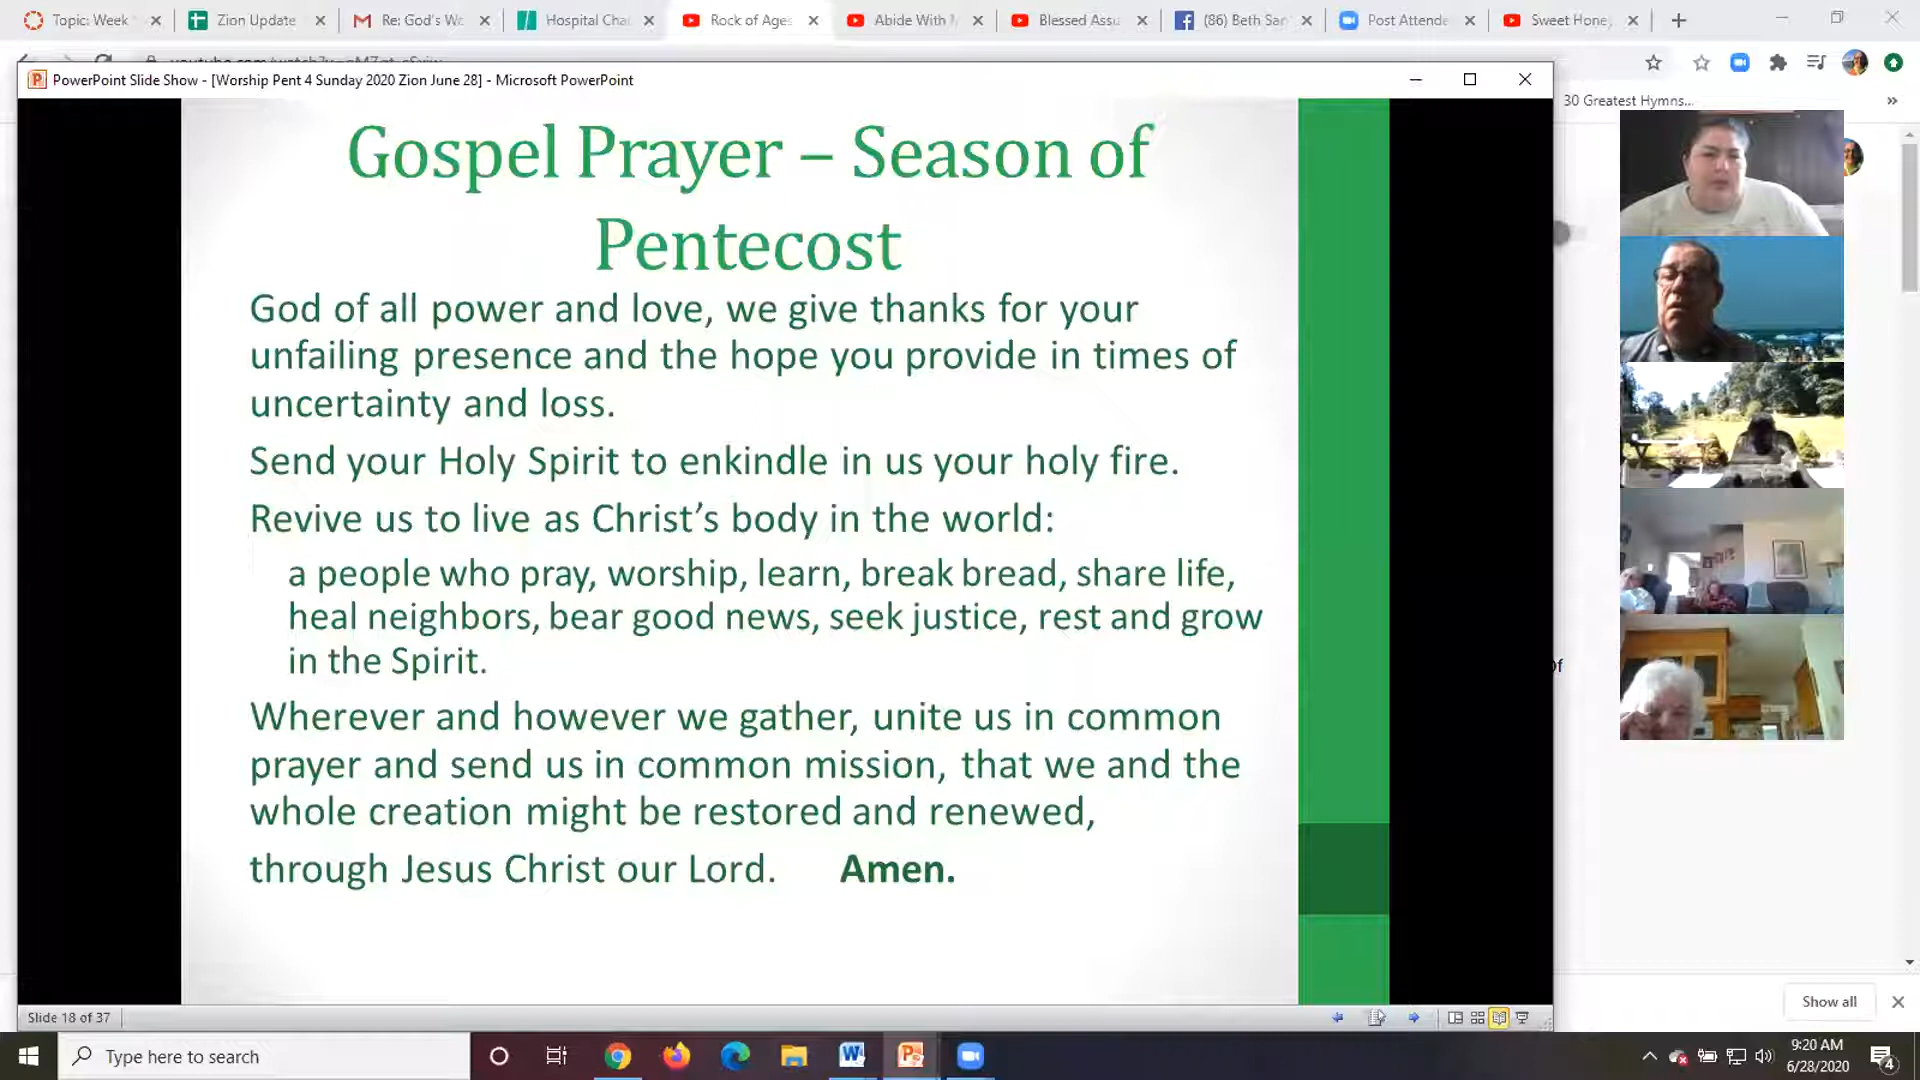 Topic: Week
Zion Update
Re: God's Wo
Hospital Cha
Rock of Ages
Abide With
Blessed Assu
(86) Beth San
Post Attende
Sweet Hone
PowerPoint Slide Show - [Worship Pent 4 Sunday 2020 Zion June 28] - Microsoft PowerPoint
30 Greatest Hymns...
Gospel Prayer – Season of
Pentecost
God of all power and love, we give thanks for your
unfailing presence and the hope you provide in times of
uncertainty and loss.
Send your Holy Spirit to enkindle in us your holy fire.
Revive us to live as Christ’s body in the world:
a people who pray, worship, learn, break bread, share life,
heal neighbors, bear good news, seek justice, rest and grow
in the Spirit.
Wherever and however we gather, unite us in common
prayer and send us in common mission, that we and the
whole creation might be restored and renewed,
through Jesus Christ our Lord. Amen.
of
Show all
Slide 18 of 37
Type here to search
9:20 AM
6/28/2020
4